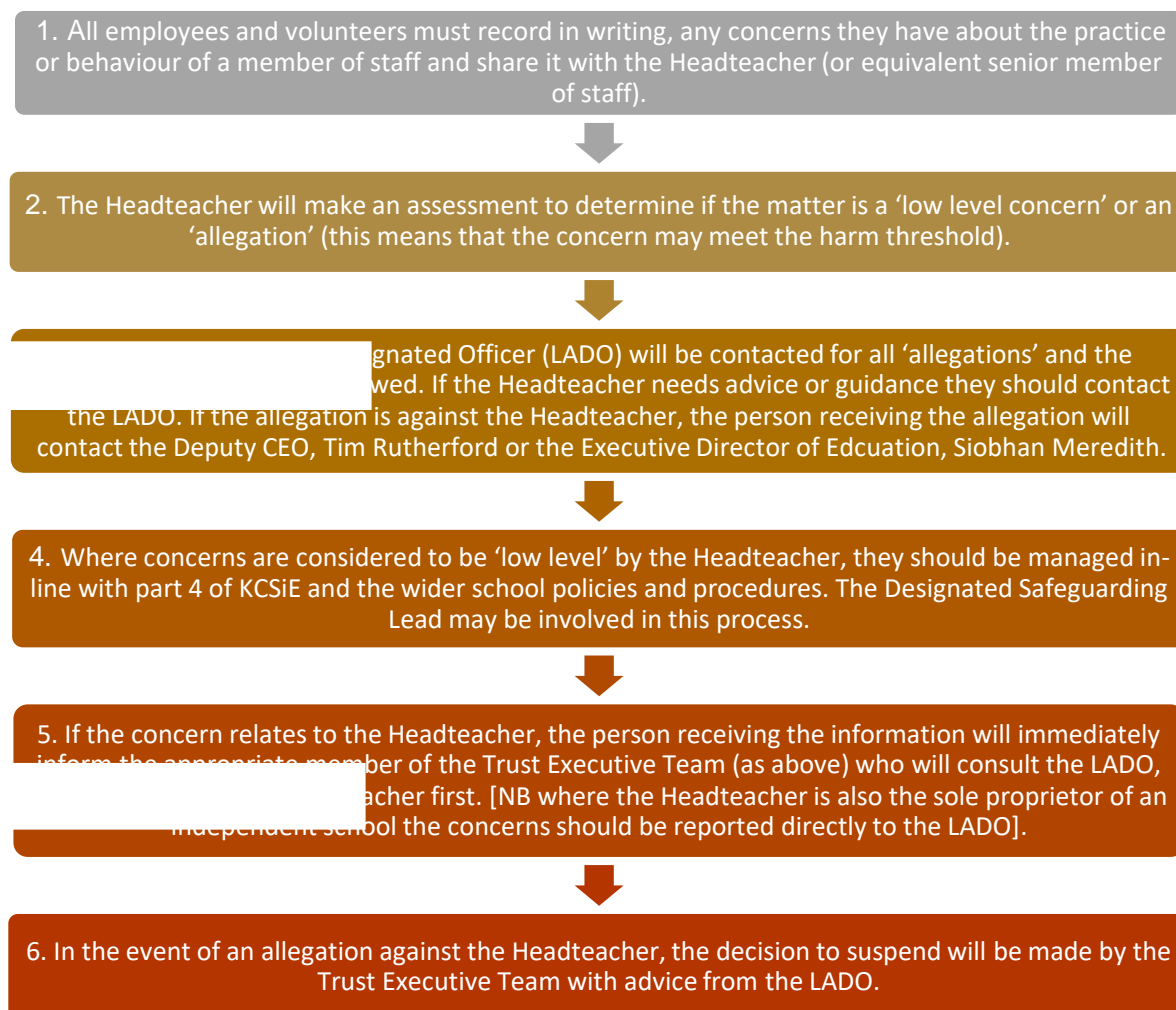 1. All employees and volunteers must record in writing, any concerns they have about the practice
or behaviour of a member of staff and share it with the Headteacher (or equivalent senior member
of staff).
2. The Headteacher will make an assessment to determine if the matter is a ‘low level concern’ or an
‘allegation’ (this means that the concern may meet the harm threshold).
gnated Officer (LADO) will be contacted for all ‘allegations’ and the
wed. If the Headteacher needs advice or guidance they should contact
the LADO. If the allegation is against the Headteacher, the person receiving the allegation will
contact the Deputy CEO, Tim Rutherford or the Executive Director of Edcuation, Siobhan Meredith.
4. Where concerns are considered to be ‘low level’ by the Headteacher, they should be managed in-
line with part 4 of KCSiE and the wider school policies and procedures. The Designated Safeguarding
Lead may be involved in this process.
5. If the concern relates to the Headteacher, the person receiving the information will immediately
inform the appropriate member of the Trust Executive Team (as above) who will consult the LADO,
acher first. [NB where the Headteacher is also the sole proprietor of an
independent school the concerns should be reported directly to the LADO].
6. In the event of an allegation against the Headteacher, the decision to suspend will be made by the
Trust Executive Team with advice from the LADO.